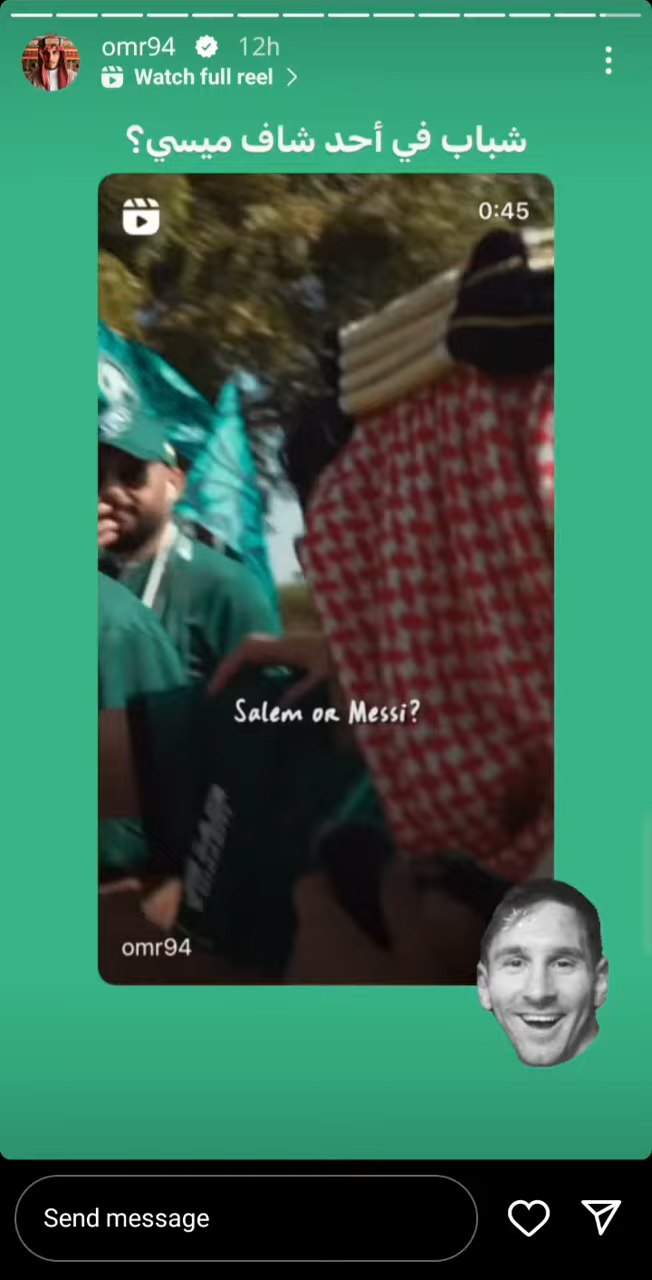 omr94
12h
Watch full reel
شباب في أحد شاف ميسي؟
0:45
Salem or Messi?
omr94
Send message